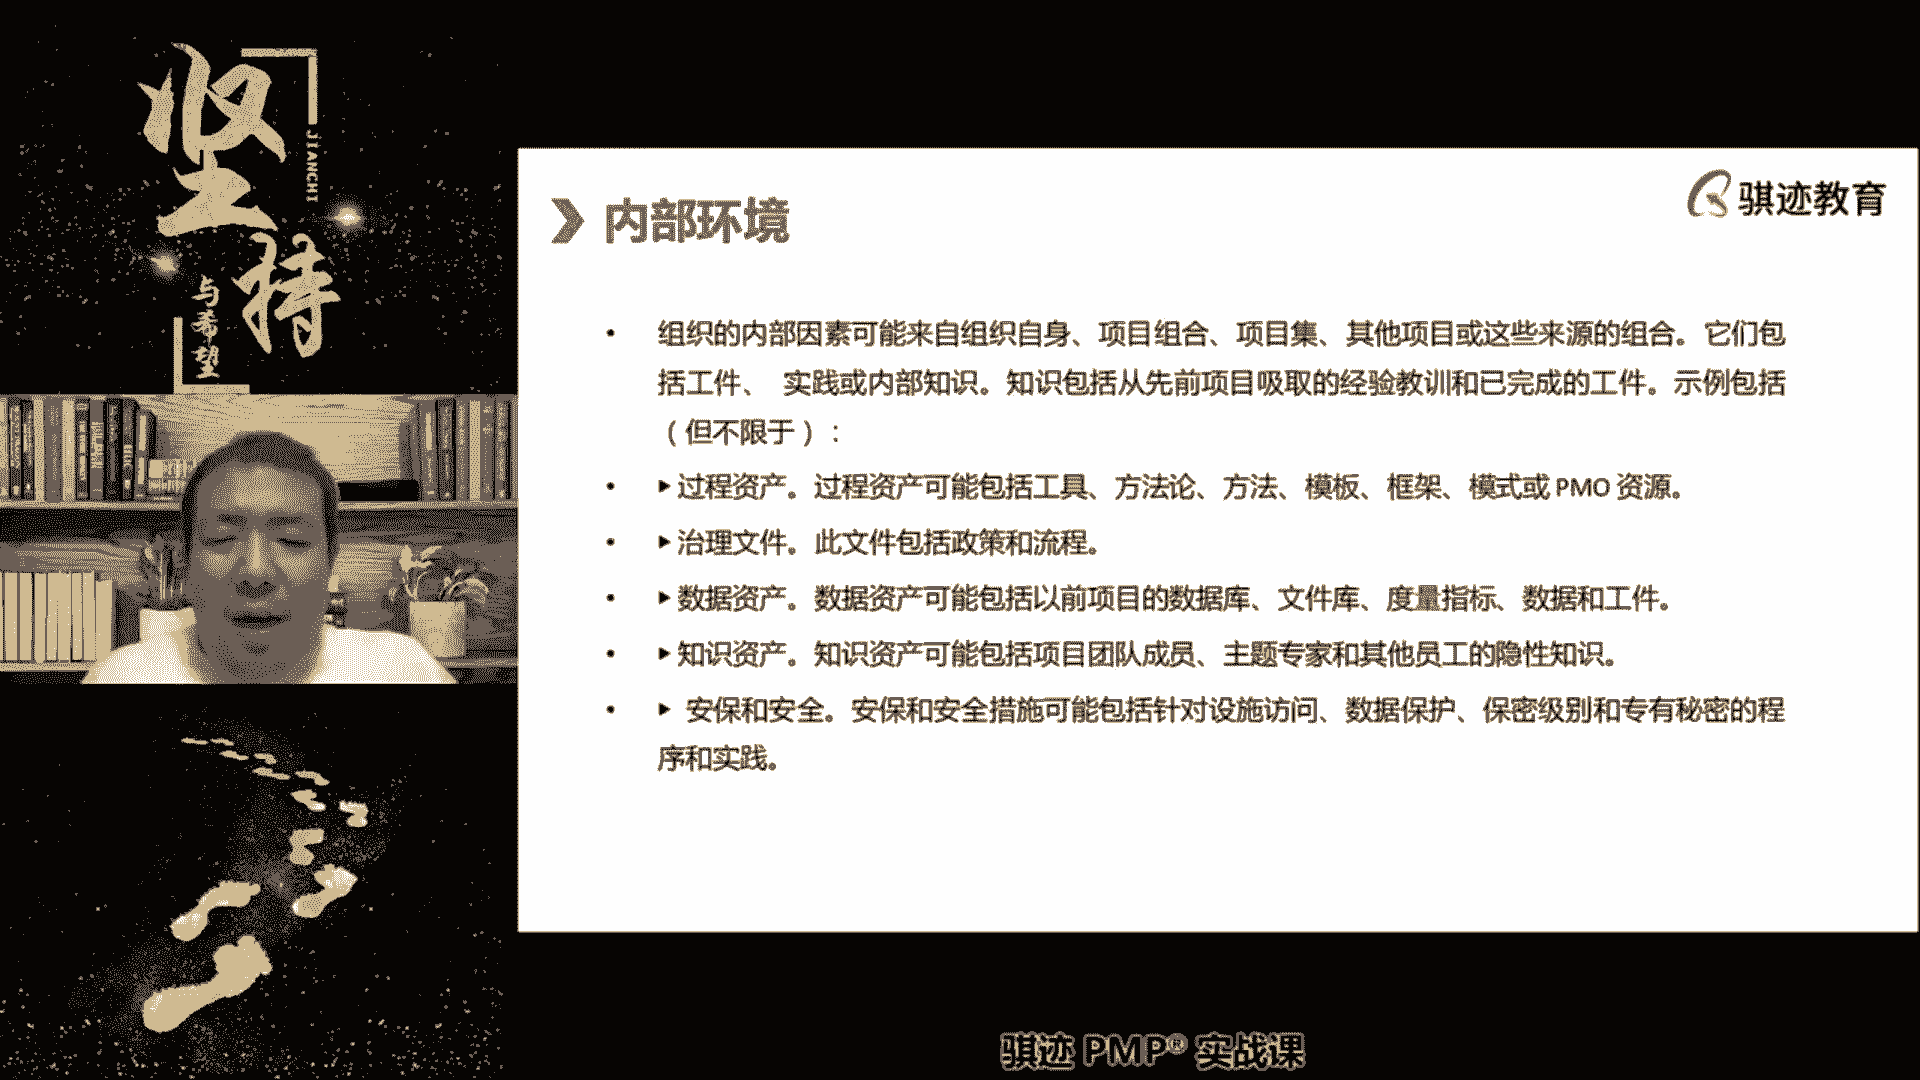 坚持
JIANCHI
与希望
骐迹教育
内部环境
• 组织的内部因素可能来自组织自身、项目组合、项目集、其他项目或这些来源的组合。它们包
括工件、 实践或内部知识。知识包括从先前项目吸取的经验教训和已完成的工件。示例包括
（但不限于）：
• ▶过程资产。过程资产可能包括工具、方法论、方法、模板、框架、模式或 PMO 资源。
• ▶治理文件。此文件包括政策和流程。
• ▶数据资产。数据资产可能包括以前项目的数据库、文件库、度量指标、数据和工件。
• ▶知识资产。知识资产可能包括项目团队成员、主题专家和其他员工的隐性知识。
• ▶ 安保和安全。安保和安全措施可能包括针对设施访问、数据保护、保密级别和专有秘密的程
序和实践。
骐迹 PMP® 实战课